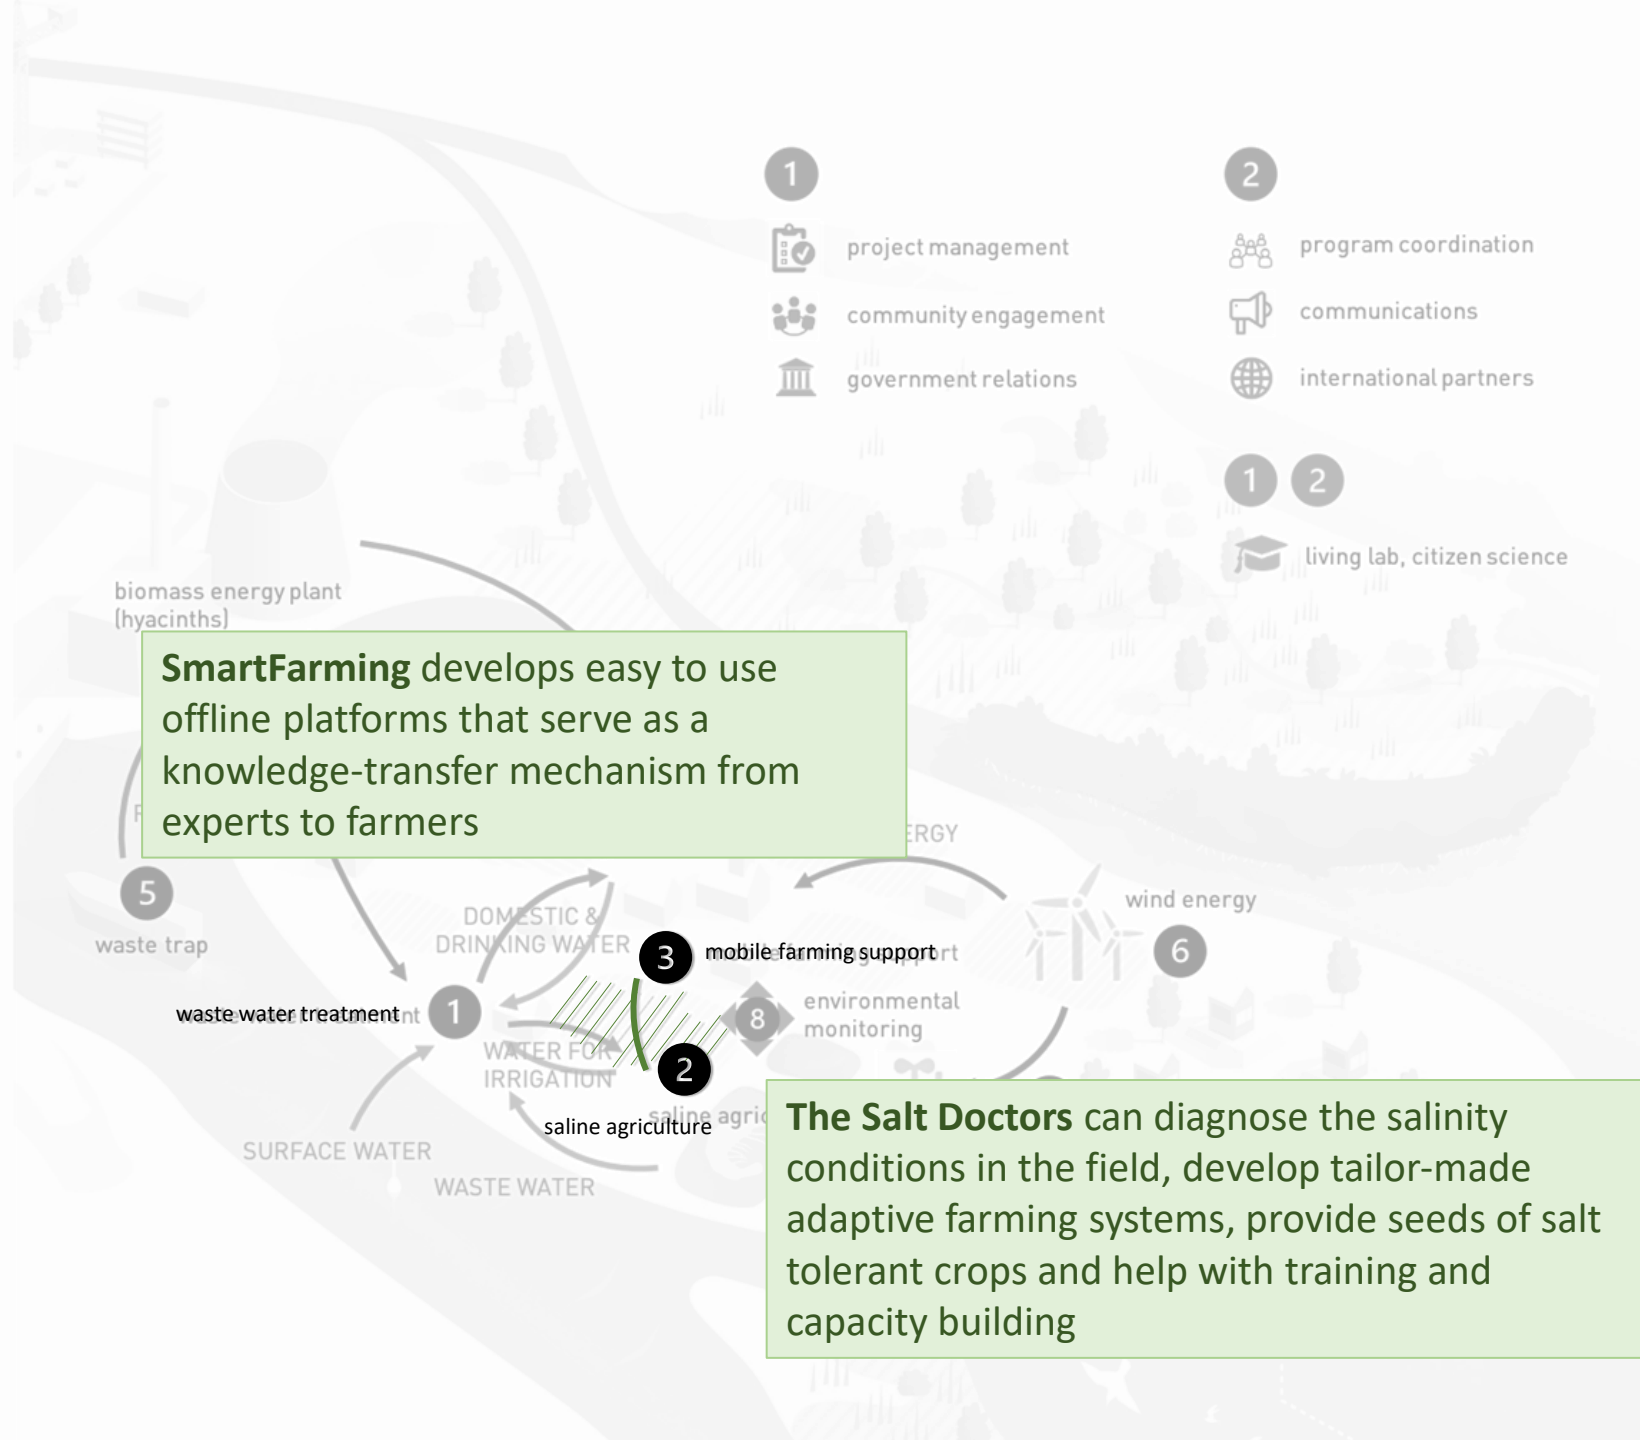 1
project management
community engagement
government relations
2
program coordination
communications
international partners
1 2
living lab, citizen science
biomass energy plant
(hyacinths)
SmartFarming develops easy to use
offline platforms that serve as a
knowledge-transfer mechanism from
experts to farmers
5
waste trap
DOMESTIC &
DRINKING WATER
3
mobile farming support
wind energy
6
waste water treatment
1
8
environmental
monitoring
WATER FOR
IRRIGATION
2
saline agriculture
SURFACE WATER
WASTE WATER
The Salt Doctors can diagnose the salinity
conditions in the field, develop tailor-made
adaptive farming systems, provide seeds of salt
tolerant crops and help with training and
capacity building